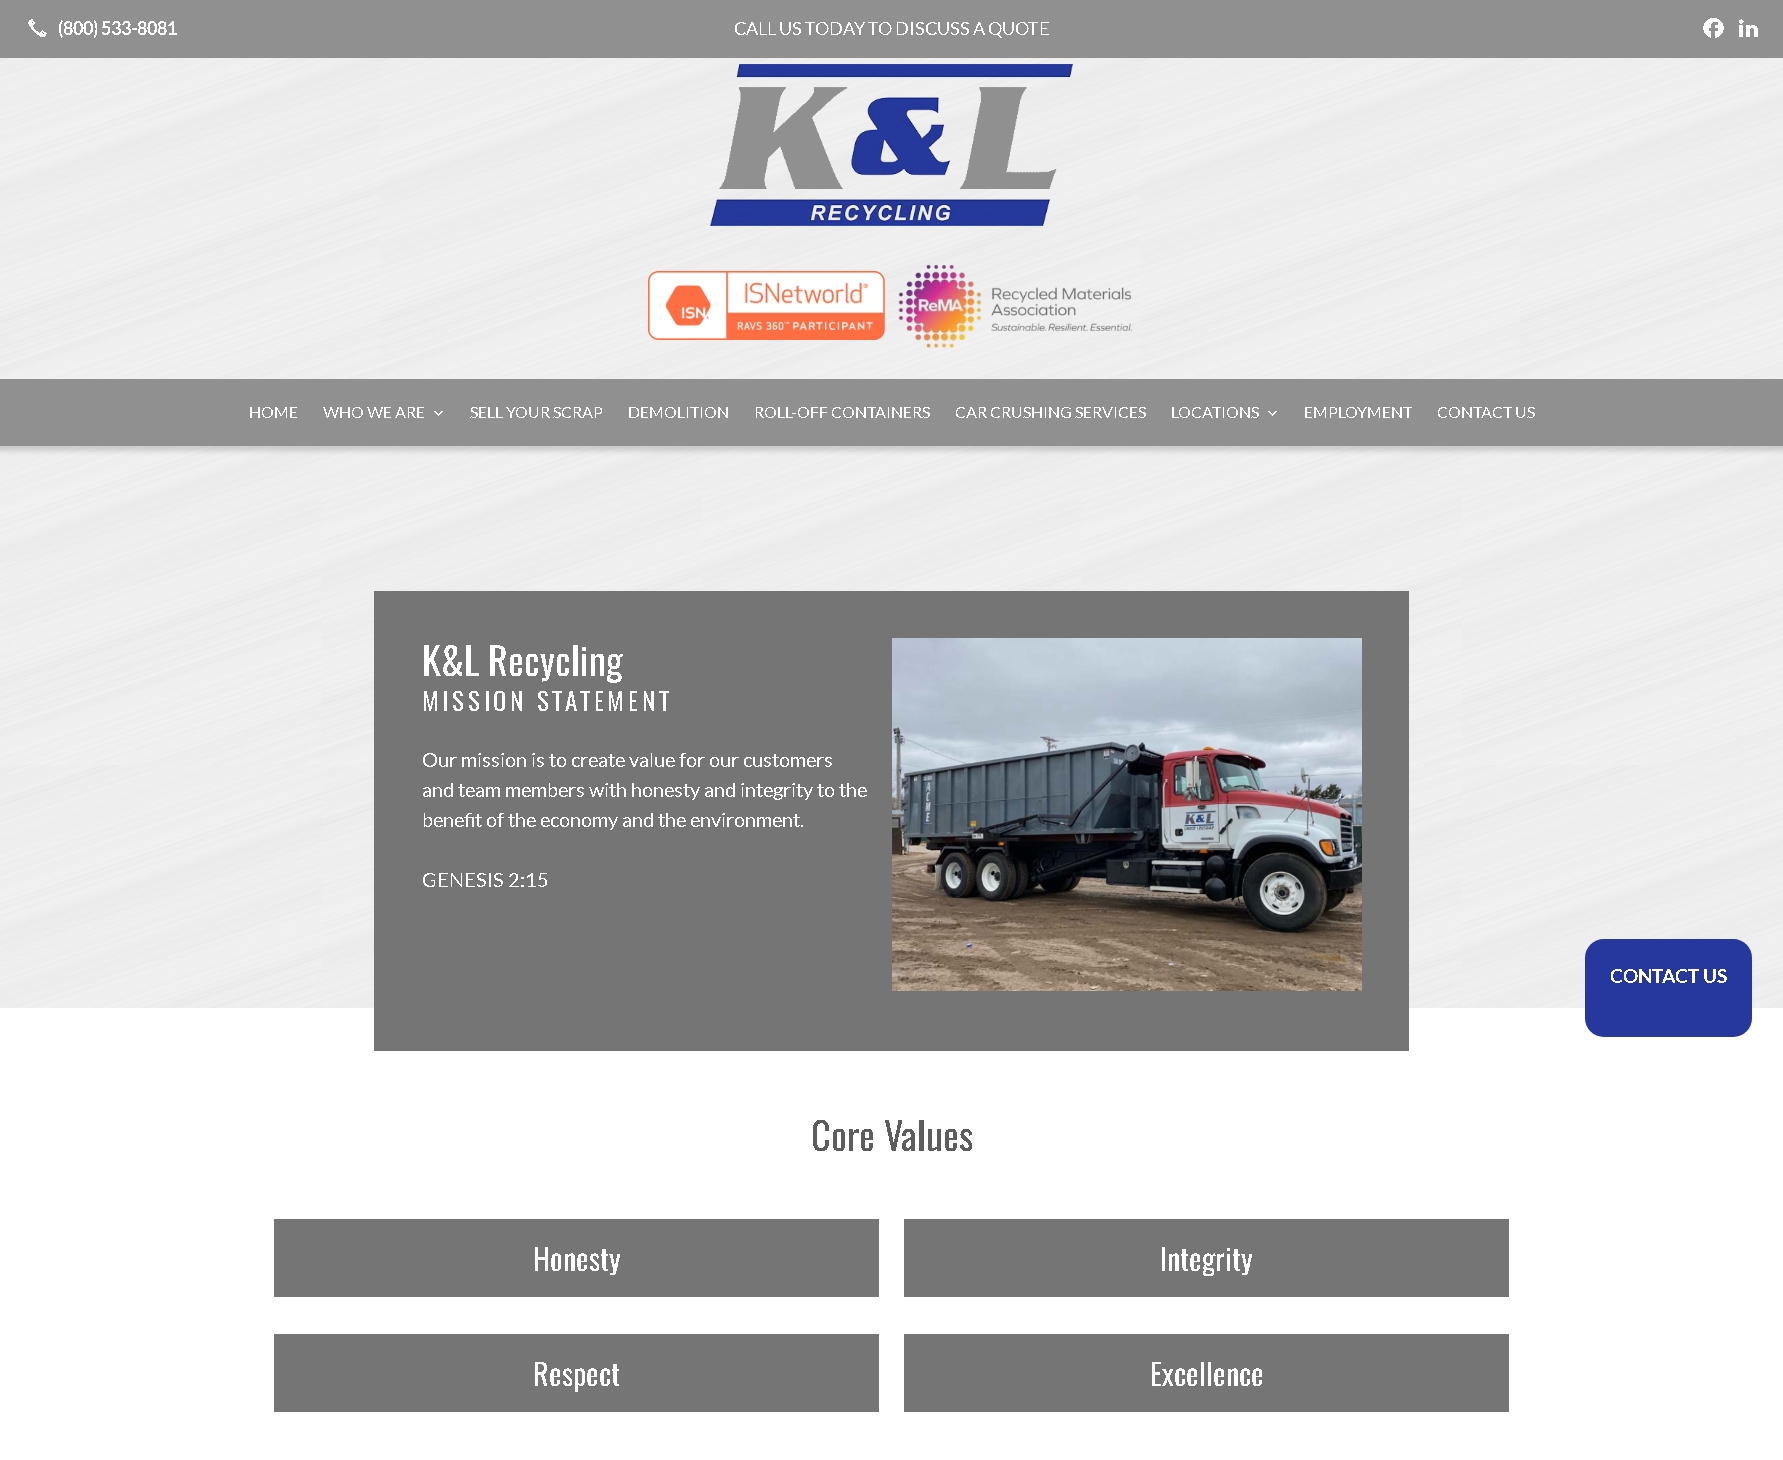 (800) 533-8081
CALL US TODAY TO DISCUSS A QUOTE
K&L
RECYCLING
ISN
ISNetworld®
RAVS 360™ PARTICIPANT
ReMA
Recycled Materials
Association
Sustainable. Resilient. Essential.
HOME
WHO WE ARE
SELL YOUR SCRAP
DEMOLITION
ROLL-OFF CONTAINERS
CAR CRUSHING SERVICES
LOCATIONS
EMPLOYMENT
CONTACT US
K&L Recycling
MISSION STATEMENT
Our mission is to create value for our customers
and team members with honesty and integrity to the
benefit of the economy and the environment.
GENESIS 2:15
ACME
K&L
CONTACT US
Core Values
Honesty
Integrity
Respect
Excellence